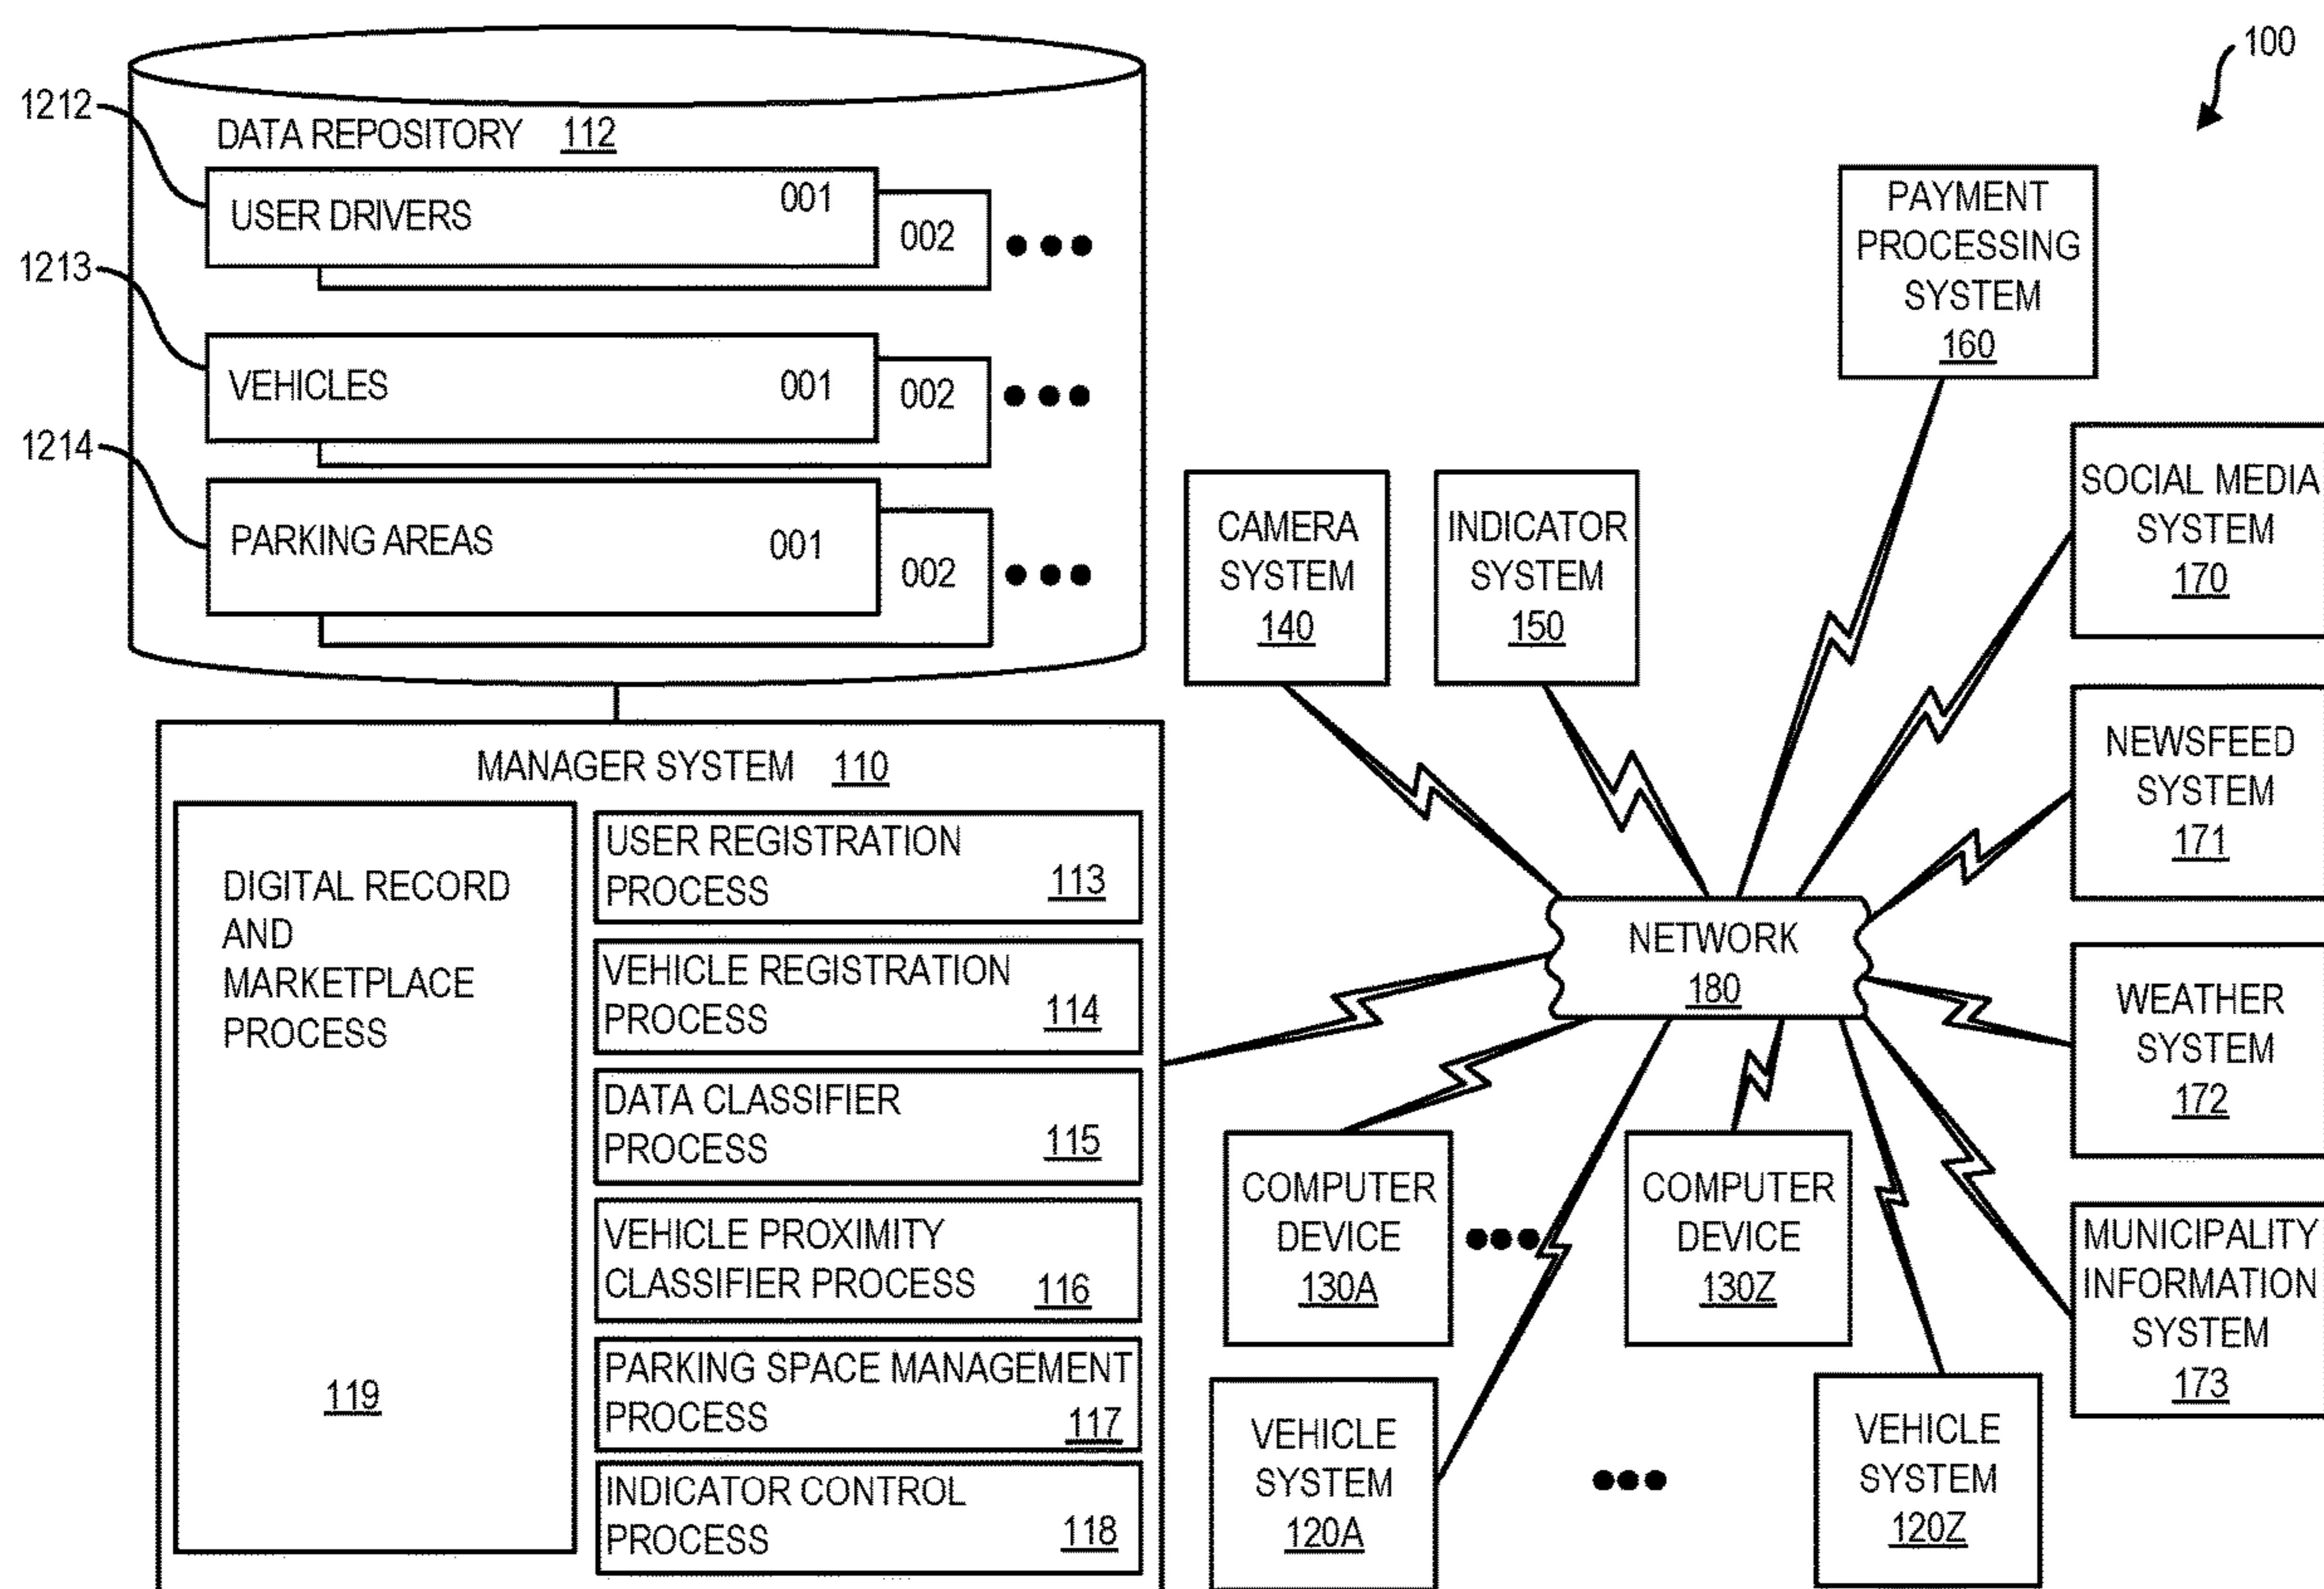 100
1212
DATA REPOSITORY 112
USER DRIVERS 001
002
1213
VEHICLES 001
002
1214
PARKING AREAS 001
002
MANAGER SYSTEM 110
DIGITAL RECORD
AND
MARKETPLACE
PROCESS
119
USER REGISTRATION
PROCESS 113
VEHICLE REGISTRATION
PROCESS 114
DATA CLASSIFIER
PROCESS 115
VEHICLE PROXIMITY
CLASSIFIER PROCESS 116
PARKING SPACE MANAGEMENT
PROCESS 117
INDICATOR CONTROL
PROCESS 118
CAMERA
SYSTEM
140
INDICATOR
SYSTEM
150
PAYMENT
PROCESSING
SYSTEM
160
SOCIAL MEDIA
SYSTEM
170
NEWSFEED
SYSTEM
171
WEATHER
SYSTEM
172
MUNICIPALITY
INFORMATION
SYSTEM
173
NETWORK
180
COMPUTER
DEVICE
130A
COMPUTER
DEVICE
130Z
VEHICLE
SYSTEM
120A
VEHICLE
SYSTEM
120Z